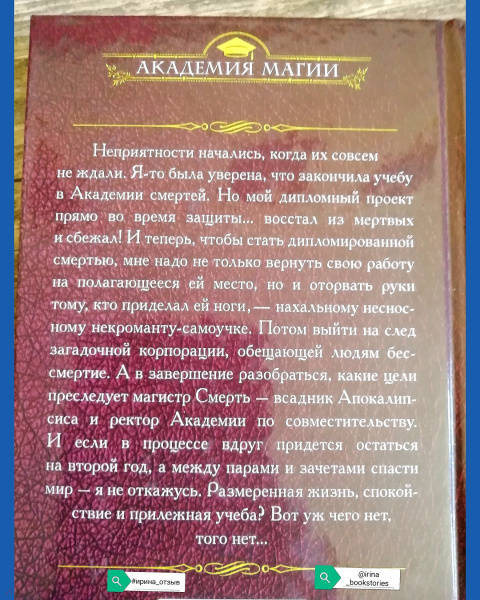 АКАДЕМИЯ МАГИИ
Неприятности начались, когда их совсем
не ждали. Я-то была уверена, что закончила учебу
в Академии смертей. Но мой дипломный проект
прямо во время защиты... восстал из мертвых
и сбежал! И теперь, чтобы стать дипломированной
смертью, мне надо не только вернуть свою работу
на полагающееся ей место, но и оторвать руки
тому, кто приделал ей ноги, — нахальному неснос-
ному некроманту-самоучке. Потом выйти на след
загадочной корпорации, обещающей людям бес-
смертие. А в завершение разобраться, какие цели
преследует магистр Смерть — всадник Апокалип-
сиса и ректор Академии по совместительству.
И если в процессе вдруг придется остаться
на второй год, а между парами и зачетами спасти
мир — я не откажусь. Размеренная жизнь, спокой-
ствие и прилежная учеба? Вот уж чего нет,
того нет...
#ирина_отзыв
@irina
_bookstories